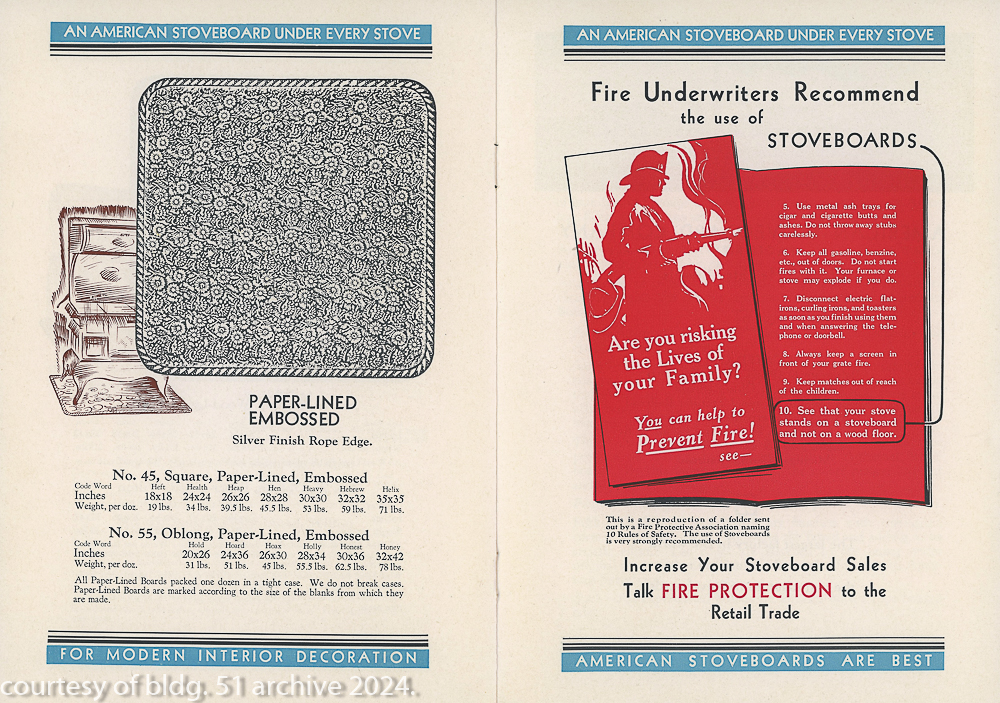 AN AMERICAN STOVEBOARD UNDER EVERY STOVE
PAPER-LINED
EMBOSSED
Silver Finish Rope Edge.
No. 45, Square, Paper-Lined, Embossed
Code Word Heft Health Heap Hen Heavy Hebrew Helix
Inches 18x18 24x24 26x26 28x28 30x30 32x32 35x35
Weight, per doz. 19 lbs. 34 lbs. 39.5 lbs. 45.5 lbs. 53 lbs. 59 lbs. 71 lbs.
No. 55, Oblong, Paper-Lined, Embossed
Code Word Hold Hoard Hoax Holly Honest Honey
Inches 20x26 24x36 26x30 28x34 30x36 32x42
Weight, per doz. 31 lbs. 51 lbs. 45 lbs. 55.5 lbs. 62.5 lbs. 78 lbs.
All Paper-Lined Boards packed one dozen in a tight case. We do not break cases.
Paper-Lined Boards are marked according to the size of the blanks from which they
are made.
FOR MODERN INTERIOR DECORATION
AN AMERICAN STOVEBOARD UNDER EVERY STOVE
Fire Underwriters Recommend
the use of
STOVEBOARDS
Are you risking
the Lives of
your Family?
You can help to
Prevent Fire!
see—
5. Use metal ash trays for
cigar and cigarette butts and
ashes. Do not throw away stubs
carelessly.
6. Keep all gasoline, benzine,
etc., out of doors. Do not start
fires with it. Your furnace or
stove may explode if you do.
7. Disconnect electric flat-
irons, curling irons, and toasters
as soon as you finish using them
and when answering the tele-
phone or doorbell.
8. Always keep a screen in
front of your grate fire.
9. Keep matches out of reach
of the children.
10. See that your stove
stands on a stoveboard
and not on a wood floor.
This is a reproduction of a folder sent
out by a Fire Protective Association naming
10 Rules of Safety. The use of Stoveboards
is very strongly recommended.
Increase Your Stoveboard Sales
Talk FIRE PROTECTION to the
Retail Trade
AMERICAN STOVEBOARDS ARE BEST
courtesy of bldg. 51 archive 2024.